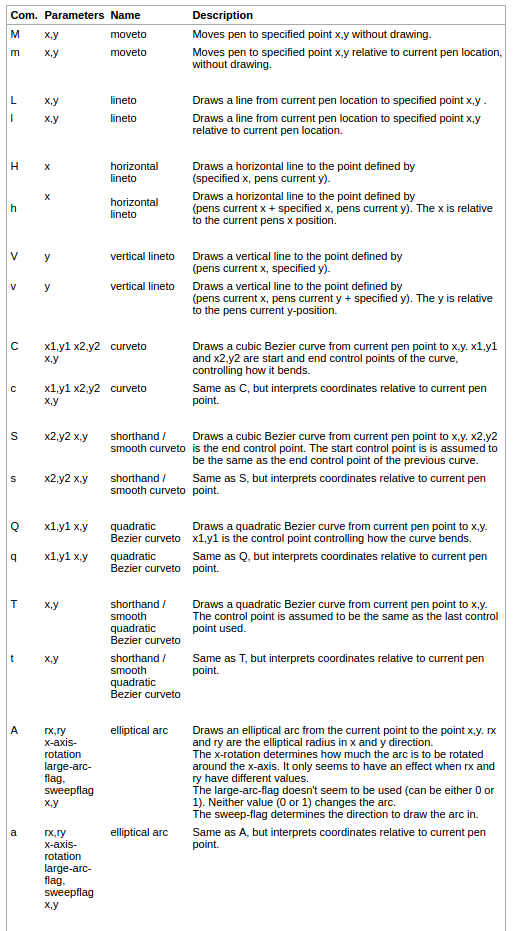 Com. Parameters Name Description
M x,y moveto Moves pen to specified point x,y without drawing.
m x,y moveto Moves pen to specified point x,y relative to current pen location,
without drawing.
L x,y lineto Draws a line from current pen location to specified point x,y .
l x,y lineto Draws a line from current pen location to specified point x,y
relative to current pen location.
H x horizontal Draws a horizontal line to the point defined by
lineto (specified x, pens current y).
x Draws a horizontal line to the point defined by
h horizontal (pens current x + specified x, pens current y). The x is relative
lineto to the current pens x position.
V y vertical lineto Draws a vertical line to the point defined by
(pens current x, specified y).
v y vertical lineto Draws a vertical line to the point defined by
(pens current x, pens current y + specified y). The y is relative
to the pens current y-position.
C x1,y1 x2,y2 curveto Draws a cubic Bezier curve from current pen point to x,y. x1,y1
x,y and x2,y2 are start and end control points of the curve,
controlling how it bends.
c x1,y1 x2,y2 curveto Same as C, but interprets coordinates relative to current pen
x,y point.
S x2,y2 x,y shorthand / Draws a cubic Bezier curve from current pen point to x,y. x2,y2
smooth curveto is the end control point. The start control point is is assumed to
be the same as the end control point of the previous curve.
s x2,y2 x,y shorthand / Same as S, but interprets coordinates relative to current pen
smooth curveto point.
Q x1,y1 x,y quadratic Draws a quadratic Bezier curve from current pen point to x,y.
Bezier curveto x1,y1 is the control point controlling how the curve bends.
q x1,y1 x,y quadratic Same as Q, but interprets coordinates relative to current pen
Bezier curveto point.
T x,y shorthand / Draws a quadratic Bezier curve from current pen point to x,y.
smooth The control point is assumed to be the same as the last control
quadratic point used.
Bezier curveto
t x,y shorthand / Same as T, but interprets coordinates relative to current pen
smooth point.
quadratic
Bezier curveto
A rx,ry elliptical arc Draws an elliptical arc from the current point to the point x,y. rx
x-axis- and ry are the elliptical radius in x and y direction.
rotation The x-rotation determines how much the arc is to be rotated
large-arc- around the x-axis. It only seems to have an effect when rx and
flag, ry have different values.
sweepflag The large-arc-flag doesn't seem to be used (can be either 0 or
x,y 1). Neither value (0 or 1) changes the arc.
The sweep-flag determines the direction to draw the arc in.
a rx,ry elliptical arc Same as A, but interprets coordinates relative to current pen
x-axis- point.
rotation
large-arc-
flag,
sweepflag
x,y